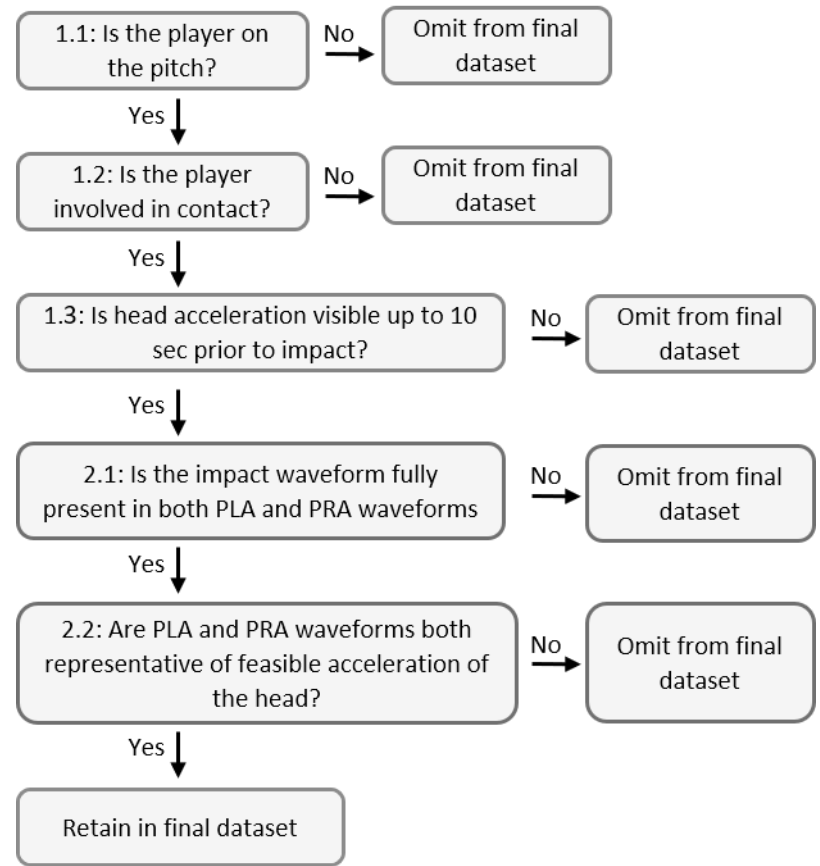 1.1: Is the player on
the pitch?
No
Omit from final
dataset
Yes
1.2: Is the player
involved in contact?
No
Omit from final
dataset
Yes
1.3: Is head acceleration visible up to 10
sec prior to impact?
No
Omit from final
dataset
Yes
2.1: Is the impact waveform fully
present in both PLA and PRA waveforms
No
Omit from final
dataset
Yes
2.2: Are PLA and PRA waveforms both
representative of feasible acceleration of
the head?
No
Omit from final
dataset
Yes
Retain in final dataset